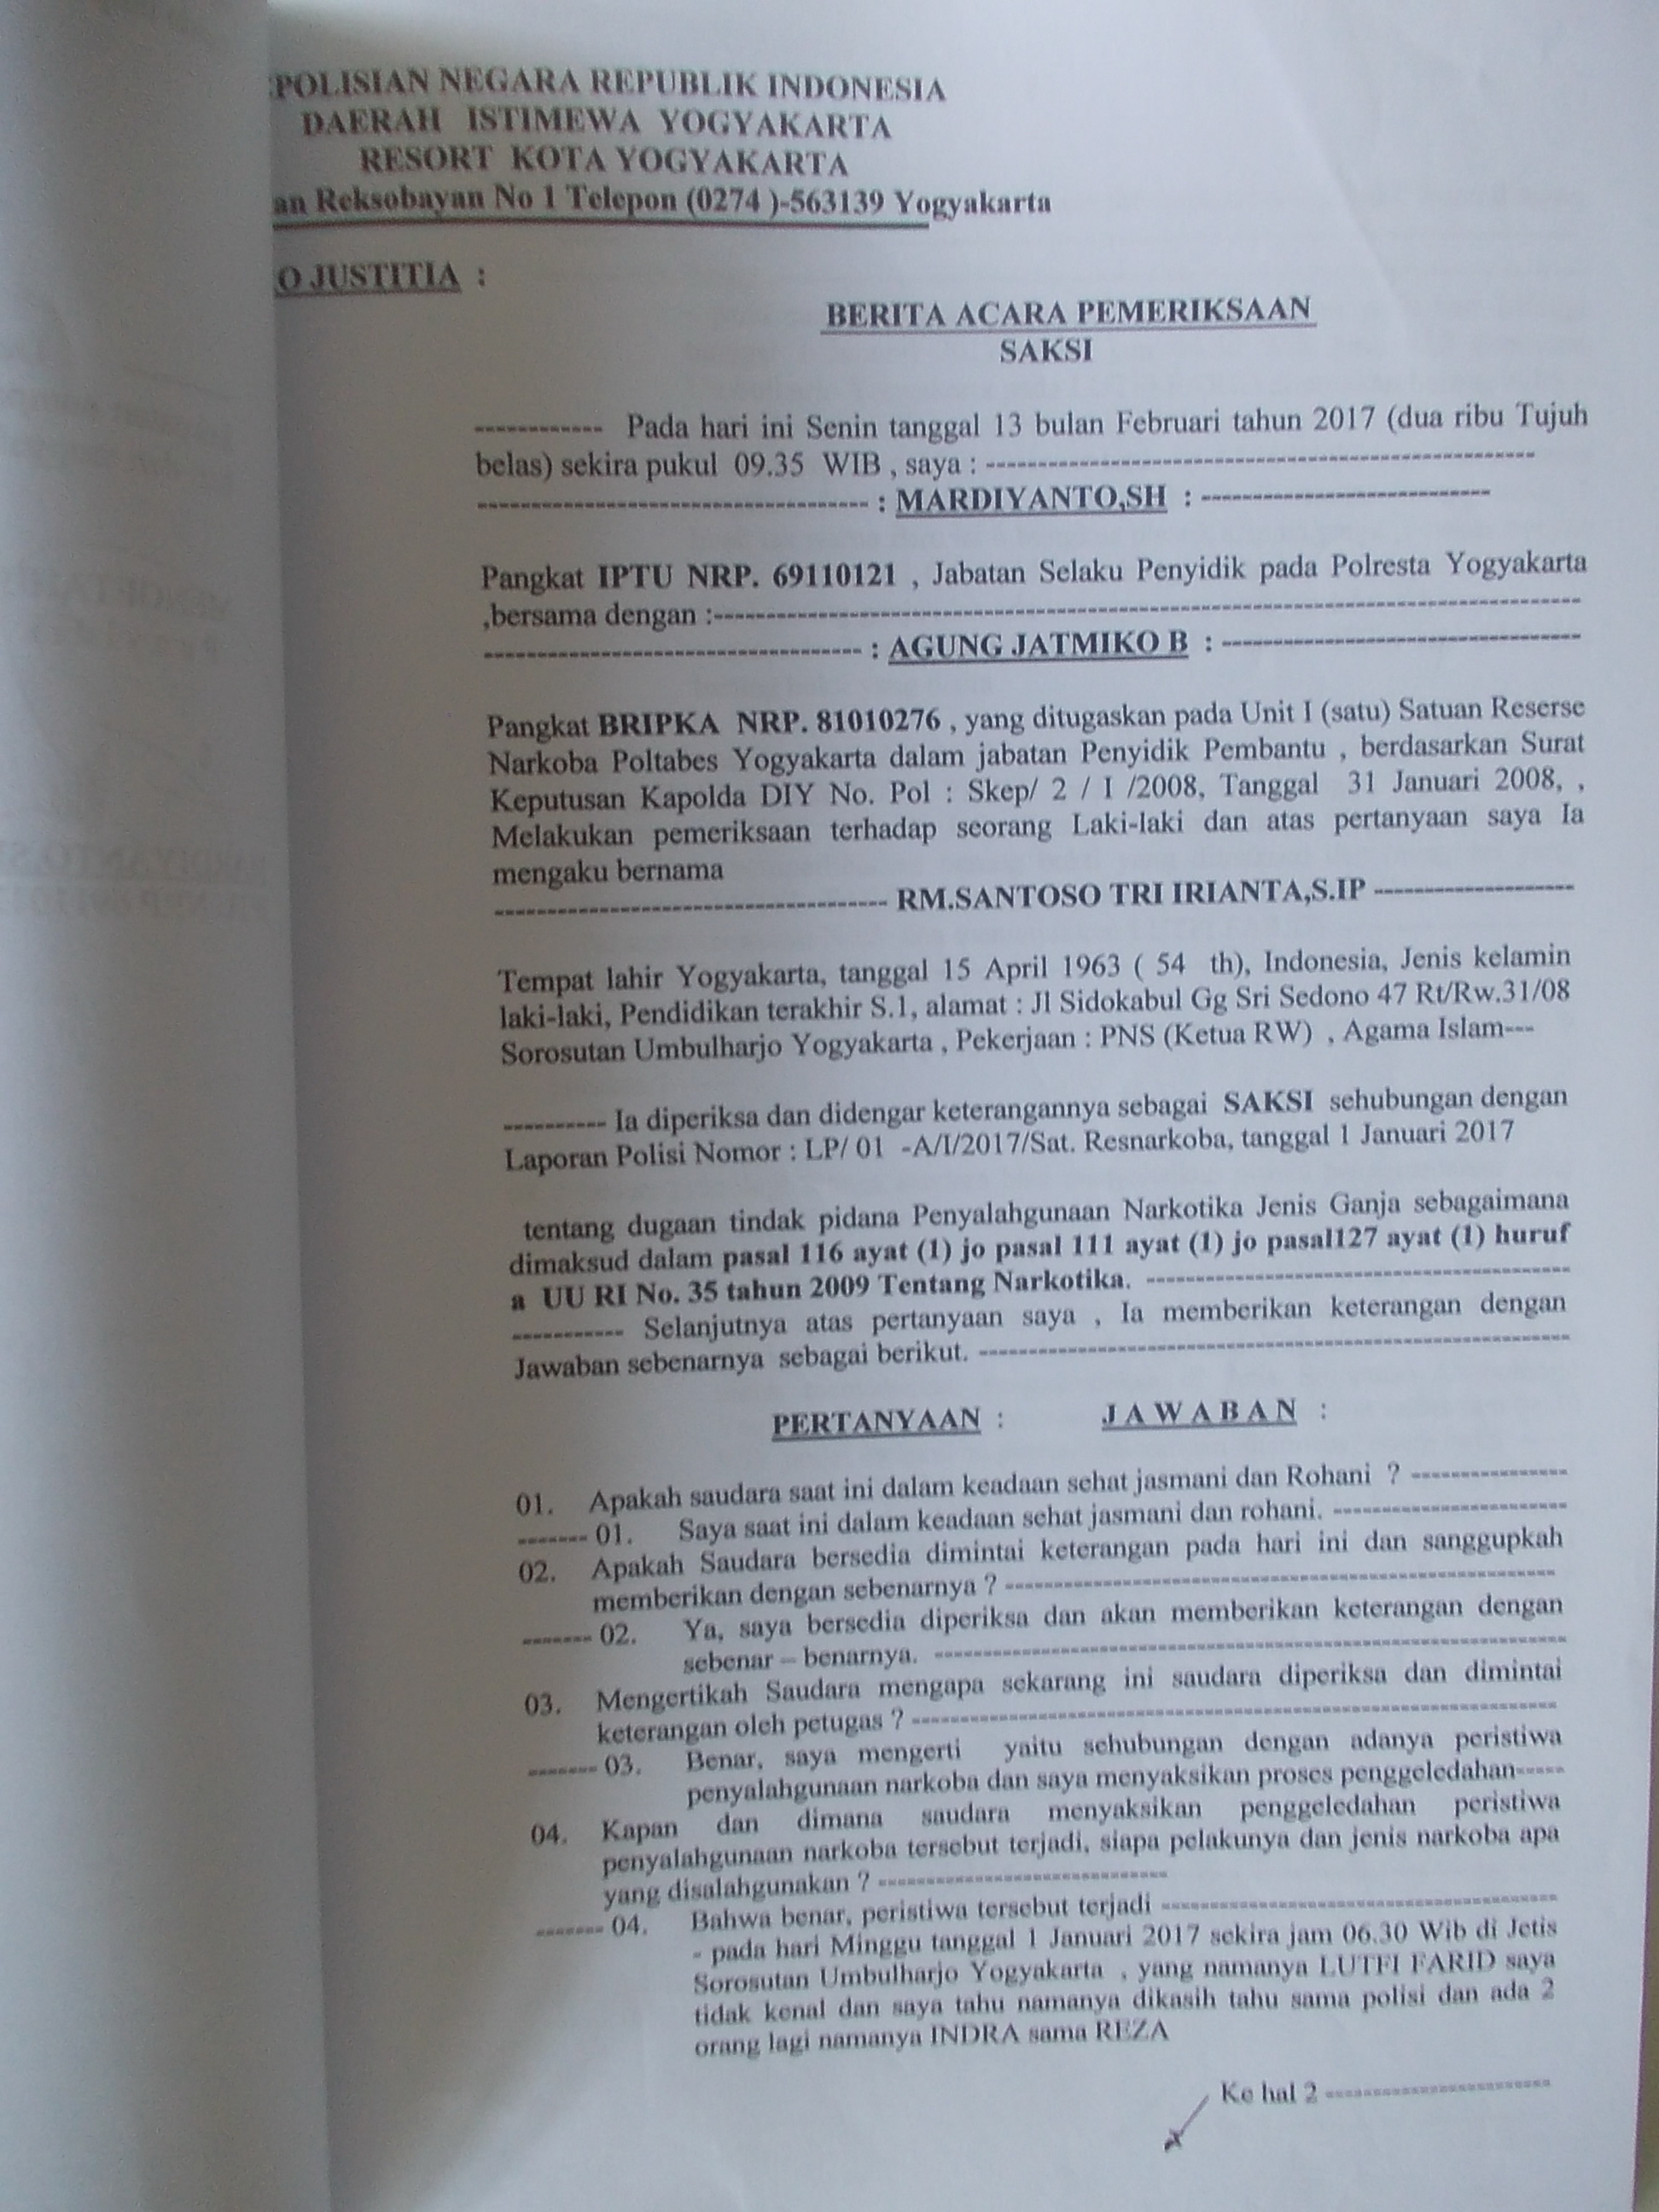 EPOLISIAN NEGARA REPUBLIK INDONESIA
DAERAH ISTIMEWA YOGYAKARTA
RESORT KOTA YOGYAKARTA
an Reksobayan No 1 Telepon (0274 )-563139 Yogyakarta
O JUSTITIA :
BERITA ACARA PEMERIKSAAN
SAKSI
------------ Pada hari ini Senin tanggal 13 bulan Februari tahun 2017 (dua ribu Tujuh
belas) sekira pukul 09.35 WIB , saya : ------------------------------------------------------
-------------------------------------- : MARDIYANTO,SH : ----------------------------
Pangkat IPTU NRP. 69110121 , Jabatan Selaku Penyidik pada Polresta Yogyakarta
,bersama dengan :------------------------------------------------------------------------------------
------------------------------------- : AGUNG JATMIKO B : -----------------------------------
Pangkat BRIPKA NRP. 81010276 , yang ditugaskan pada Unit I (satu) Satuan Reserse
Narkoba Poltabes Yogyakarta dalam jabatan Penyidik Pembantu , berdasarkan Surat
Keputusan Kapolda DIY No. Pol : Skep/ 2 / I /2008, Tanggal 31 Januari 2008, ,
Melakukan pemeriksaan terhadap seorang Laki-laki dan atas pertanyaan saya Ia
mengaku bernama
-------------------------------------- RM.SANTOSO TRI IRIANTA,S.IP --------------------
Tempat lahir Yogyakarta, tanggal 15 April 1963 ( 54 th), Indonesia, Jenis kelamin
laki-laki, Pendidikan terakhir S.1, alamat : Jl Sidokabul Gg Sri Sedono 47 Rt/Rw.31/08
Sorosutan Umbulharjo Yogyakarta , Pekerjaan : PNS (Ketua RW) , Agama Islam---
---------- Ia diperiksa dan didengar keterangannya sebagai SAKSI sehubungan dengan
Laporan Polisi Nomor : LP/ 01 -A/I/2017/Sat. Resnarkoba, tanggal 1 Januari 2017
tentang dugaan tindak pidana Penyalahgunaan Narkotika Jenis Ganja sebagaimana
dimaksud dalam pasal 116 ayat (1) jo pasal 111 ayat (1) jo pasal127 ayat (1) huruf
a UU RI No. 35 tahun 2009 Tentang Narkotika. ------------------------------------------
----------- Selanjutnya atas pertanyaan saya , Ia memberikan keterangan dengan
Jawaban sebenarnya sebagai berikut. ----------------------------------------------------------
PERTANYAAN : J A W A B A N :
01. Apakah saudara saat ini dalam keadaan sehat jasmani dan Rohani ? ----------------
------- 01. Saya saat ini dalam keadaan sehat jasmani dan rohani. ------------------------
02. Apakah Saudara bersedia dimintai keterangan pada hari ini dan sanggupkah
memberikan dengan sebenarnya ? --------------------------------------------------------
------- 02. Ya, saya bersedia diperiksa dan akan memberikan keterangan dengan
sebenar – benarnya. ----------------------------------------------------------------
03. Mengertikah Saudara mengapa sekarang ini saudara diperiksa dan dimintai
keterangan oleh petugas ? ------------------------------------------------------------------
------- 03. Benar, saya mengerti yaitu sehubungan dengan adanya peristiwa
penyalahgunaan narkoba dan saya menyaksikan proses penggeledahan-----
04. Kapan dan dimana saudara menyaksikan penggeledahan peristiwa
penyalahgunaan narkoba tersebut terjadi, siapa pelakunya dan jenis narkoba apa
yang disalahgunakan ? ------------------------------
------- 04. Bahwa benar, peristiwa tersebut terjadi -----------------------------------------
- pada hari Minggu tanggal 1 Januari 2017 sekira jam 06.30 Wib di Jetis
Sorosutan Umbulharjo Yogyakarta , yang namanya LUTFI FARID saya
tidak kenal dan saya tahu namanya dikasih tahu sama polisi dan ada 2
orang lagi namanya INDRA sama REZA
Ke hal 2 ------------------------